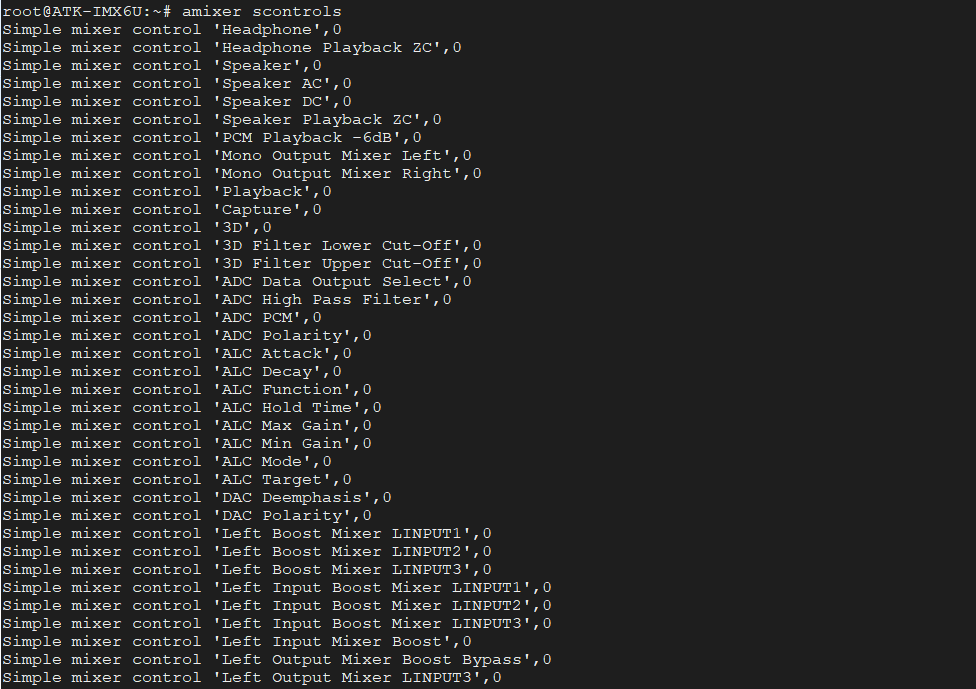 root@ATK-IMX6U:~# amixer scontrols
Simple mixer control 'Headphone',0
Simple mixer control 'Headphone Playback ZC',0
Simple mixer control 'Speaker',0
Simple mixer control 'Speaker AC',0
Simple mixer control 'Speaker DC',0
Simple mixer control 'Speaker Playback ZC',0
Simple mixer control 'PCM Playback -6dB',0
Simple mixer control 'Mono Output Mixer Left',0
Simple mixer control 'Mono Output Mixer Right',0
Simple mixer control 'Playback',0
Simple mixer control 'Capture',0
Simple mixer control '3D',0
Simple mixer control '3D Filter Lower Cut-Off',0
Simple mixer control '3D Filter Upper Cut-Off',0
Simple mixer control 'ADC Data Output Select',0
Simple mixer control 'ADC High Pass Filter',0
Simple mixer control 'ADC PCM',0
Simple mixer control 'ADC Polarity',0
Simple mixer control 'ALC Attack',0
Simple mixer control 'ALC Decay',0
Simple mixer control 'ALC Function',0
Simple mixer control 'ALC Hold Time',0
Simple mixer control 'ALC Max Gain',0
Simple mixer control 'ALC Min Gain',0
Simple mixer control 'ALC Mode',0
Simple mixer control 'ALC Target',0
Simple mixer control 'DAC Deemphasis',0
Simple mixer control 'DAC Polarity',0
Simple mixer control 'Left Boost Mixer LINPUT1',0
Simple mixer control 'Left Boost Mixer LINPUT2',0
Simple mixer control 'Left Boost Mixer LINPUT3',0
Simple mixer control 'Left Input Boost Mixer LINPUT1',0
Simple mixer control 'Left Input Boost Mixer LINPUT2',0
Simple mixer control 'Left Input Boost Mixer LINPUT3',0
Simple mixer control 'Left Input Mixer Boost',0
Simple mixer control 'Left Output Mixer Boost Bypass',0
Simple mixer control 'Left Output Mixer LINPUT3',0